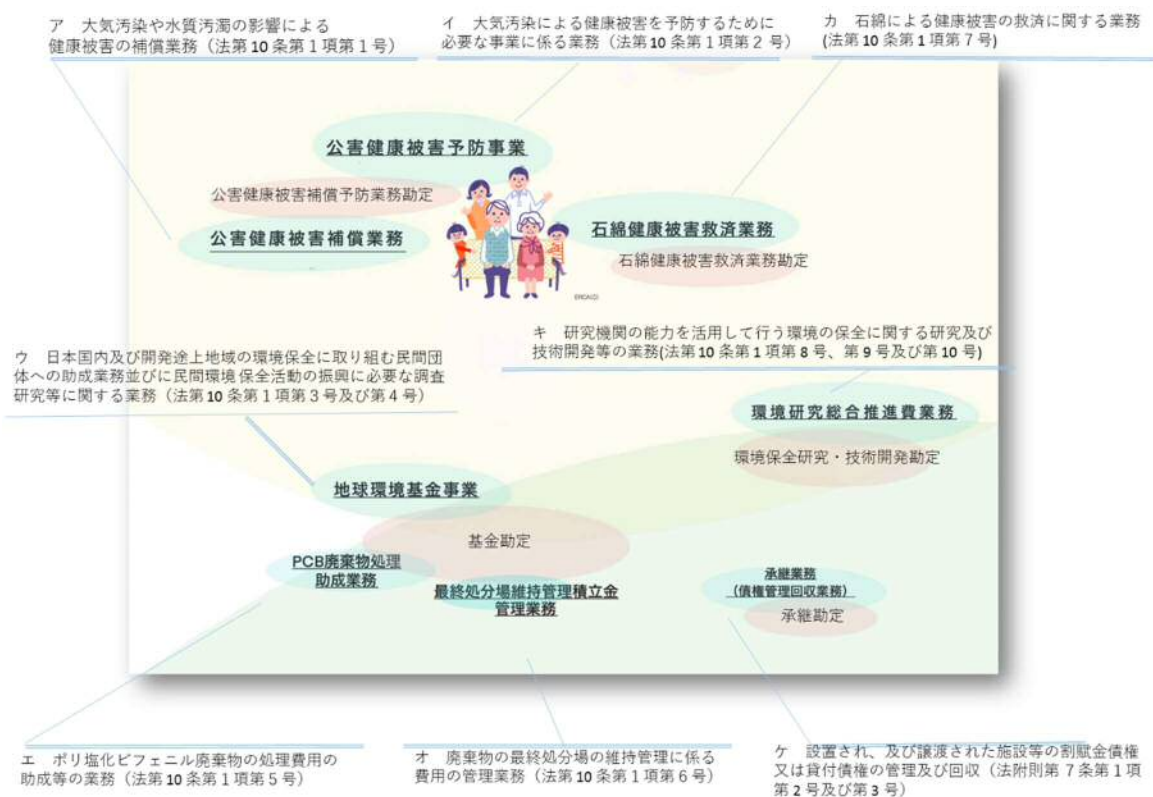 ア　大気汚染や水質汚濁の影響による
健康被害の補償業務（法第10条第1項第1号）
イ　大気汚染による健康被害を予防するために
必要な事業に係る業務（法第10条第1項第2号）
カ　石綿による健康被害の救済に関する業務
(法第10条第1項第7号）
公害健康被害予防事業
公害健康被害補償予防業務勘定
公害健康被害補償業務
石綿健康被害救済業務
石綿健康被害救済業務勘定
ERCA(C)
キ　研究機関の能力を活用して行う環境の保全に関する研究及び
技術開発等の業務(法第10条第1項第8号、第9号及び第10号)
ウ　日本国内及び開発途上地域の環境保全に取り組む民間団
体への助成業務並びに民間環境保全活動の振興に必要な調査
研究等に関する業務（法第10条第1項第3号及び第4号）
環境研究総合推進費業務
環境保全研究・技術開発勘定
地球環境基金事業
基金勘定
PCB廃棄物処理
助成業務
最終処分場維持管理積立金
管理業務
承継業務
（債権管理回収業務）
承継勘定
エ　ポリ塩化ビフェニル廃棄物の処理費用の
助成等の業務（法第10条第1項第5号）
オ　廃棄物の最終処分場の維持管理に係る
費用の管理業務（法第10条第1項第6号）
ケ　設置され、及び譲渡された施設等の割賦金債権
又は貸付債権の管理及び回収（法附則第7条第1項
第2号及び第3号）